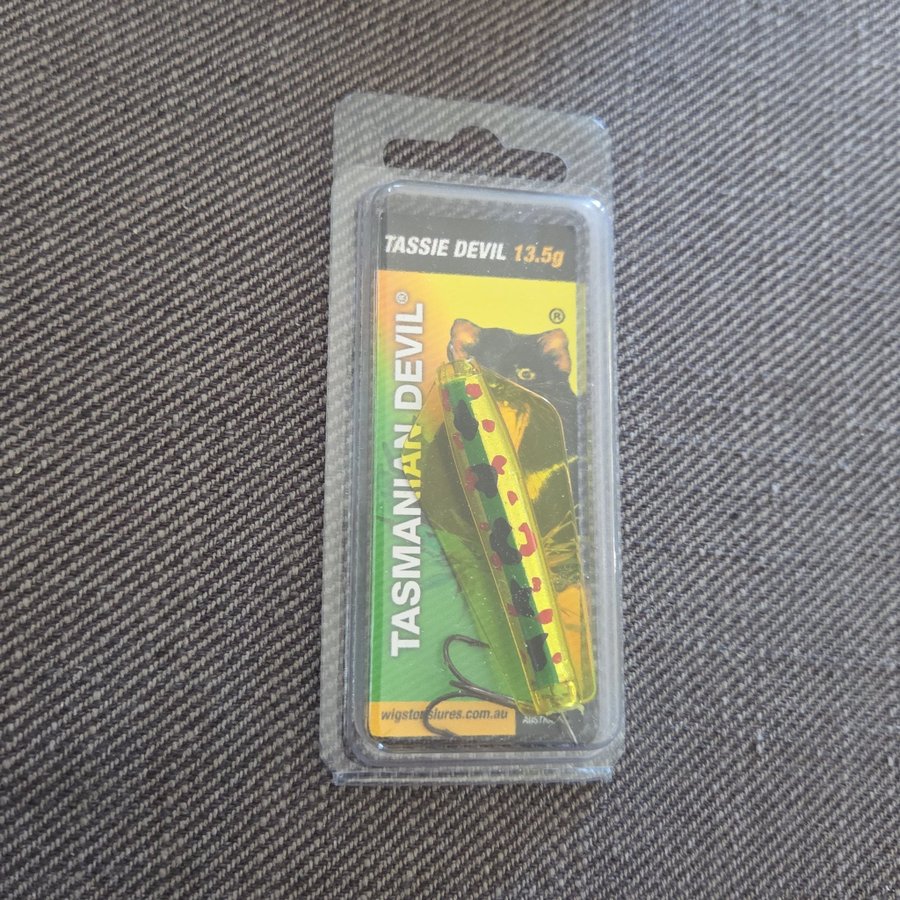 TASSIE DEVIL 13.5g
®
TASMANIAN DEVIL®
wigstonslures.com.au